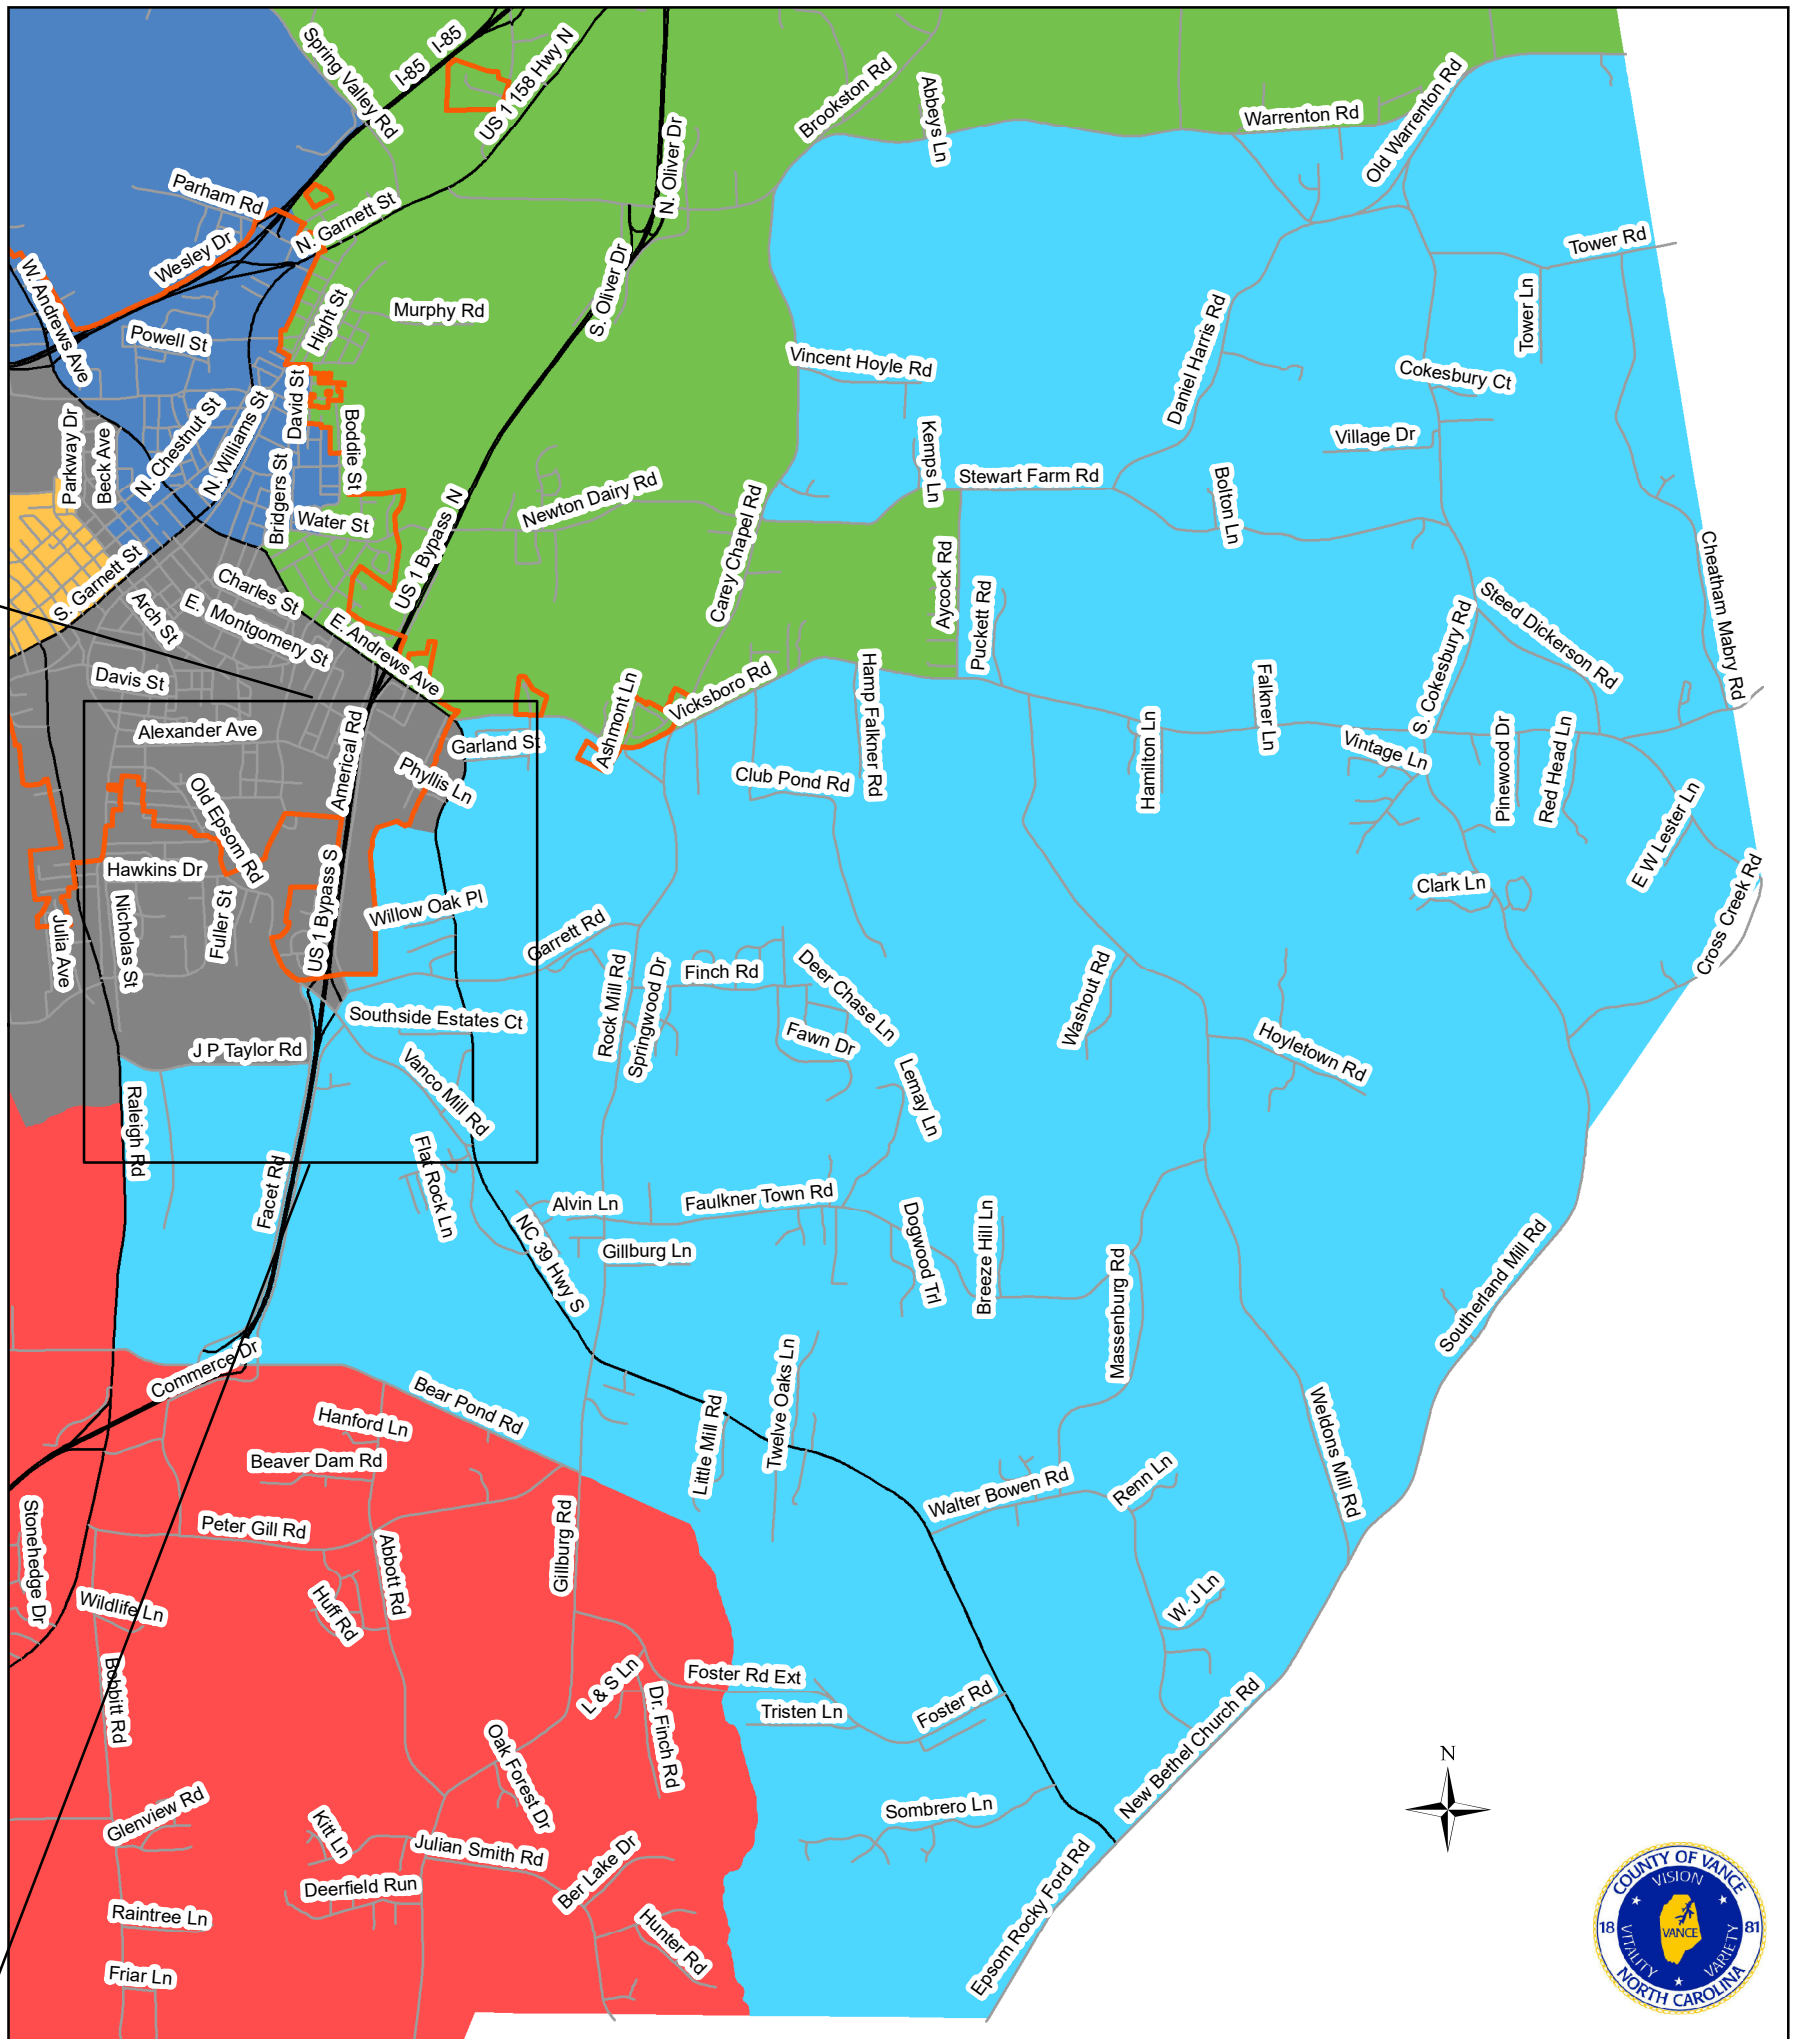 Spring Valley Rd
I-85
I-85
US 1 158 Hwy N
Brookston Rd
Abbeys Ln
Warrenton Rd
Old Warrenton Rd
Parham Rd
N. Garnett St
N. Oliver Dr
Wesley Dr
W. Andrews Ave
Tower Rd
S. Oliver Dr
Hight St
Murphy Rd
Powell St
Tower Ln
Daniel Harris Rd
Vincent Hoyle Rd
Cokesbury Ct
David St
Parkway Dr
Beck Ave
N. Chestnut St
N. Williams St
Boddie St
Kemps Ln
Village Dr
Stewart Farm Rd
Bolton Ln
Bridgers St
Water St
Newton Dairy Rd
US 1 Bypass N
Carey Chapel Rd
Aycock Rd
Puckett Rd
Cheatham Mabry Rd
S. Garnett St
Arch St
Charles St
E. Montgomery St
E. Andrews Ave
Steed Dickerson Rd
S. Cokesbury Rd
Davis St
Vicksboro Rd
Ashmont Ln
Hamp Falkner Rd
Falkner Ln
Hamilton Ln
Alexander Ave
Americal Rd
Garland St
Phyllis Ln
Club Pond Rd
Vintage Ln
Pinewood Dr
Red Head Ln
E W Lester Ln
Old Epsom Rd
Hawkins Dr
Nicholas St
Fuller St
Julia Ave
US 1 Bypass S
Willow Oak Pl
Clark Ln
Cross Creek Rd
Garrett Rd
Rock Mill Rd
Springwood Dr
Finch Rd
Deer Chase Ln
Fawn Dr
Washout Rd
Southside Estates Ct
J P Taylor Rd
Vanco Mill Rd
Lemay Ln
Hoyletown Rd
Raleigh Rd
Facet Rd
Flat Rock Ln
Alvin Ln
Faulkner Town Rd
Gillburg Ln
NC 39 Hwy S
Dogwood Trl
Breeze Hill Ln
Massenburg Rd
Southerland Mill Rd
Commerce Dr
Bear Pond Rd
Hanford Ln
Beaver Dam Rd
Little Mill Rd
Twelve Oaks Ln
Weldons Mill Rd
Walter Bowen Rd
Renn Ln
Stonehedge Dr
Peter Gill Rd
Abbott Rd
Gillburg Rd
Wildlife Ln
Huff Rd
W. J Ln
Bobbitt Rd
L & S Ln
Foster Rd Ext
Tristen Ln
Dr. Finch Rd
Foster Rd
New Bethel Church Rd
Oak Forest Dr
Glenview Rd
Kitt Ln
Julian Smith Rd
Sombrero Ln
Deerfield Run
Ber Lake Dr
Hunter Rd
Epsom Rocky Ford Rd
Raintree Ln
Friar Ln
N
COUNTY OF VANCE
VISION
18
81
VANCE
VITALITY
VARIETY
NORTH CAROLINA